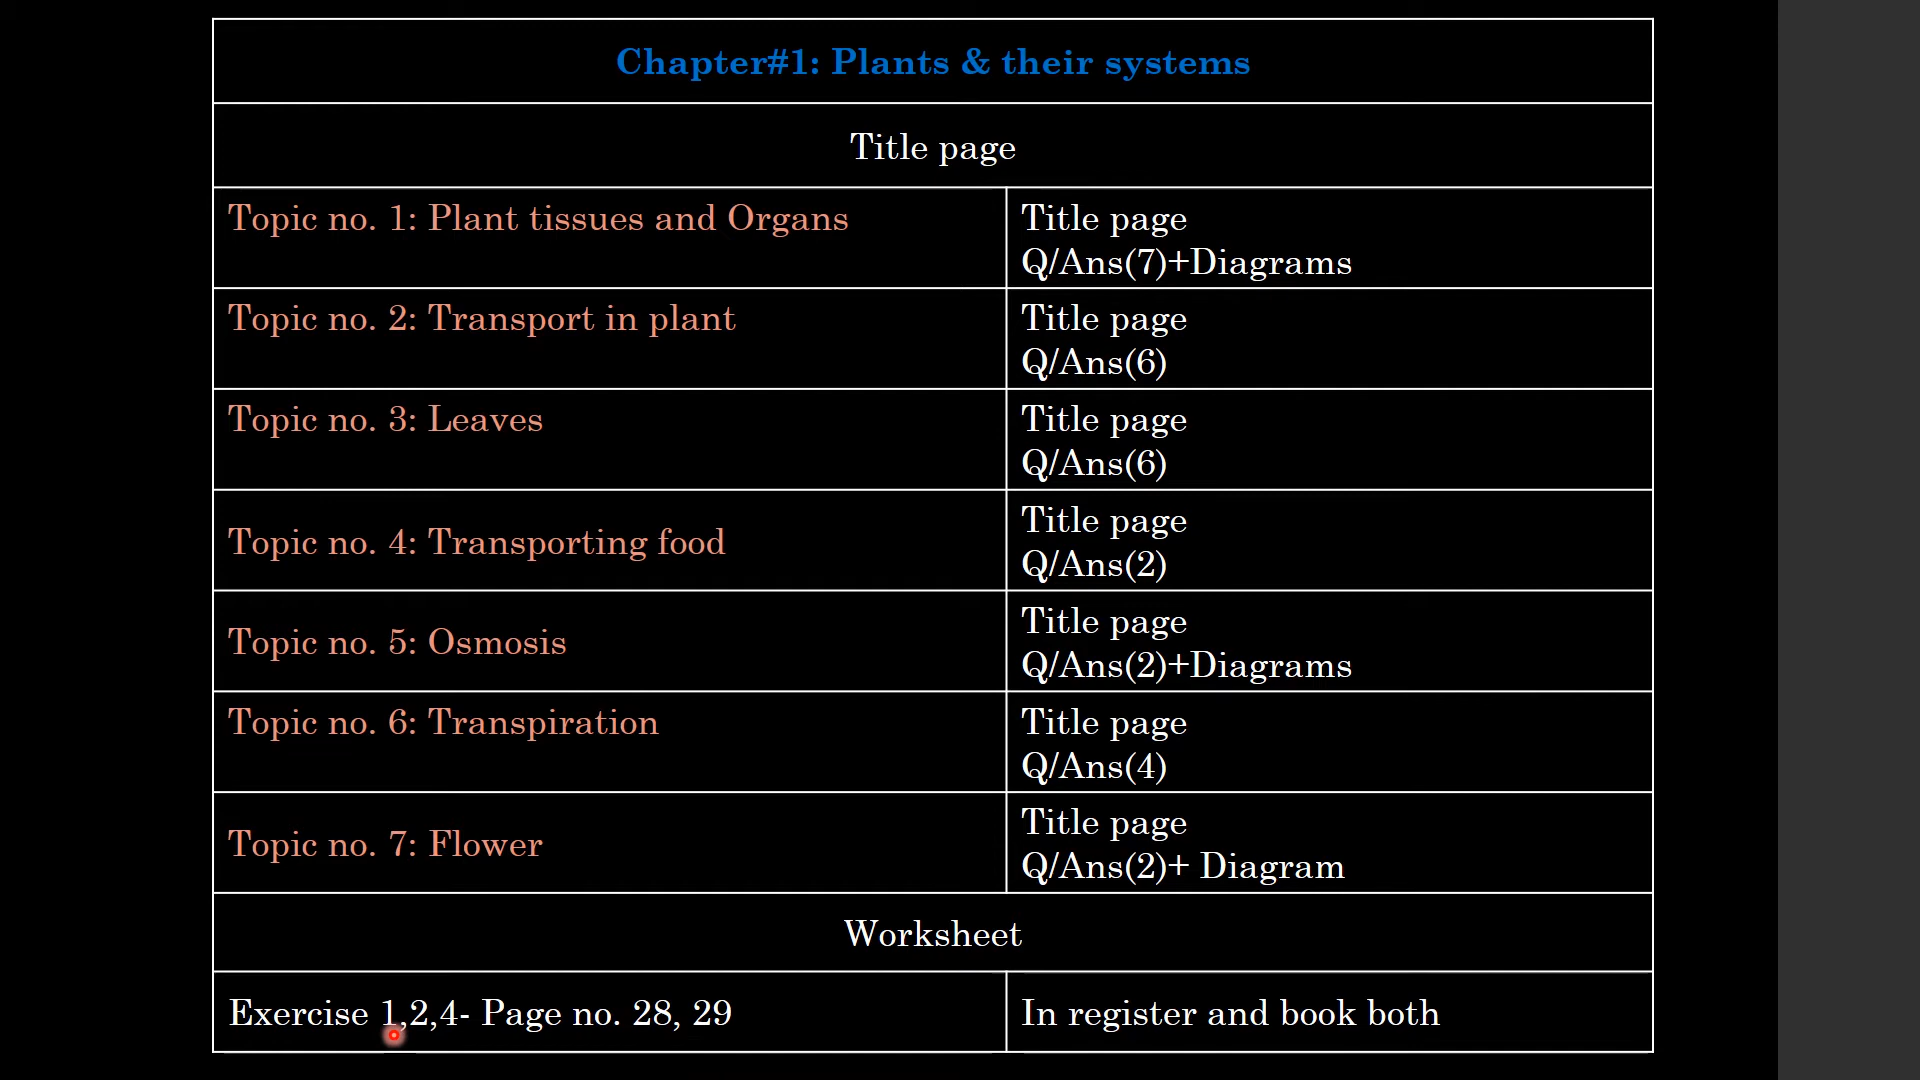 Chapter#1: Plants & their systems
Title page
Topic no. 1: Plant tissues and Organs
Title page
Q/Ans(7)+Diagrams
Topic no. 2: Transport in plant
Title page
Q/Ans(6)
Topic no. 3: Leaves
Title page
Q/Ans(6)
Topic no. 4: Transporting food
Title page
Q/Ans(2)
Topic no. 5: Osmosis
Title page
Q/Ans(2)+Diagrams
Topic no. 6: Transpiration
Title page
Q/Ans(4)
Topic no. 7: Flower
Title page
Q/Ans(2)+ Diagram
Worksheet
Exercise 1,2,4- Page no. 28, 29
In register and book both